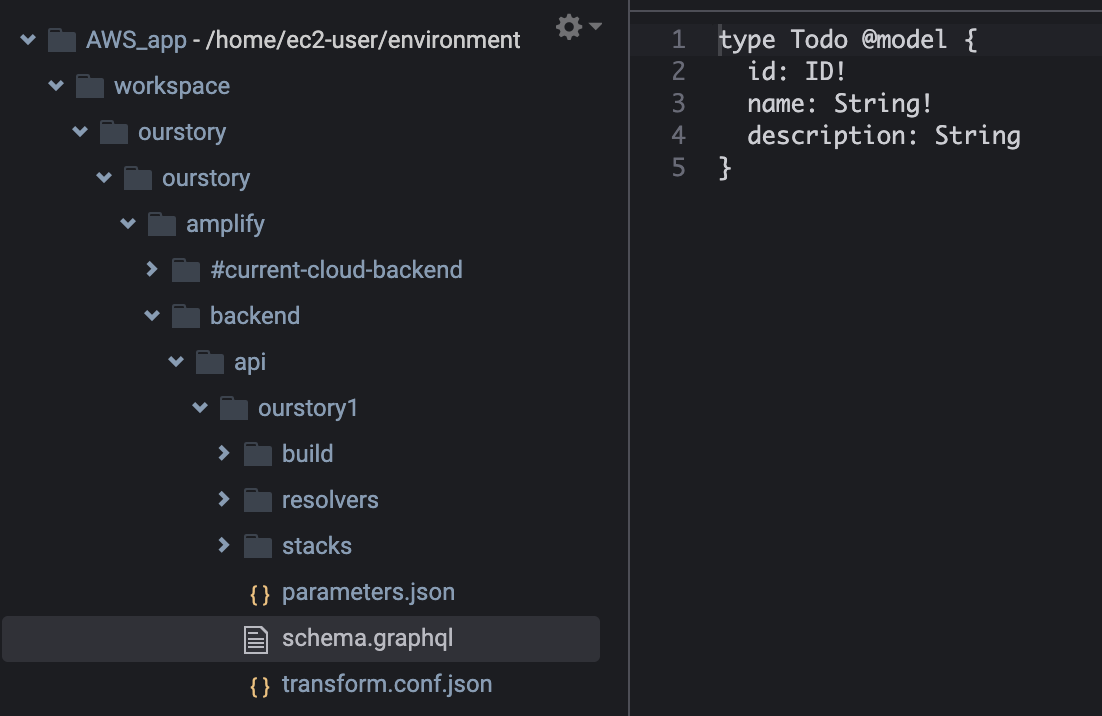 AWS_app - /home/ec2-user/environment
workspace
ourstory
ourstory
amplify
#current-cloud-backend
backend
api
ourstory1
build
resolvers
stacks
{} parameters.json
schema.graphql
{} transform.conf.json
1 type Todo @model {
2   id: ID!
3   name: String!
4   description: String
5 }